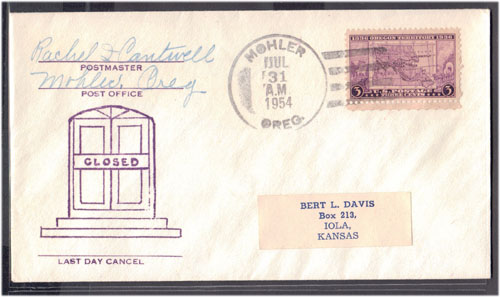 Rachel I Cantwell
POSTMASTER
Mohler, Oreg
POST OFFICE
CLOSED
LAST DAY CANCEL
MOHLER
JUL
31
A.M.
1954
OREG.
1836 OREGON TERRITORY 1936
3 3
BERT L. DAVIS
Box 213,
IOLA,
KANSAS